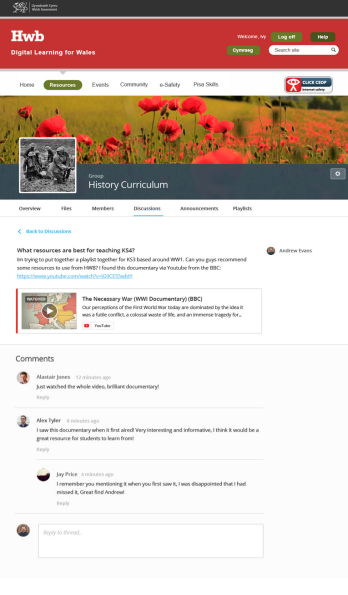 Llywodraeth Cymru
Welsh Government
Hwb
Digital Learning for Wales
Welcome, Ivy
Log off
Help
Cymraeg
Search site
Home
Resources
Events
Community
e-Safety
Pisa Skills
CLICK CEOP
Internet safety
Group
History Curriculum
Overview
Files
Members
Discussions
Announcements
Playlists
Back to Discussions
What resources are best for teaching KS4?
Im trying to put together a playlist together for KS3 based around WW1. Can you guys recommend
some resources to use from HWB? I found this documentary via Youtube from the BBC:
Andrew Evans
WATCHED
The Necessary War (WWI Documentary) (BBC)
Our perceptions of the First World War today are dominated by the idea it
was a futile conflict, a colossal waste of life, and an immense tragedy for...
YouTube
Comments
Alastair Jones 12 minutes ago
Just watched the whole video, brilliant documentary!
Reply
Alex Tyler 8 minutes ago
I saw this documentary when it first aired! Very interesting and informative, I think it would be a
great resource for students to learn from!
Reply
Jay Price 4 minutes ago
I remember you mentioning it when you first saw it, I was disappointed that I had
missed it, Great find Andrew!
Reply
Reply to thread..